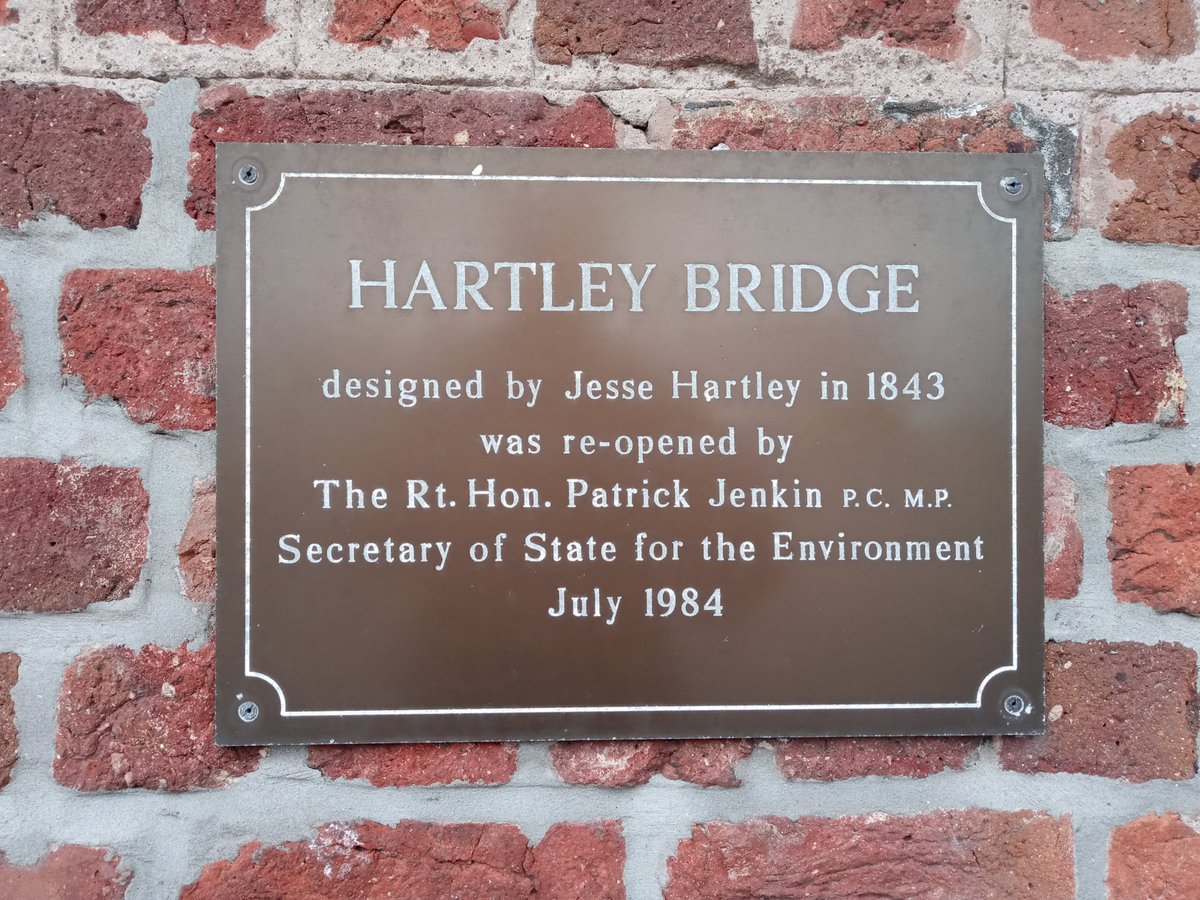 HARTLEY BRIDGE
designed by Jesse Hartley in 1843
was re-opened by
The Rt. Hon. Patrick Jenkin P.C. M.P.
Secretary of State for the Environment
July 1984